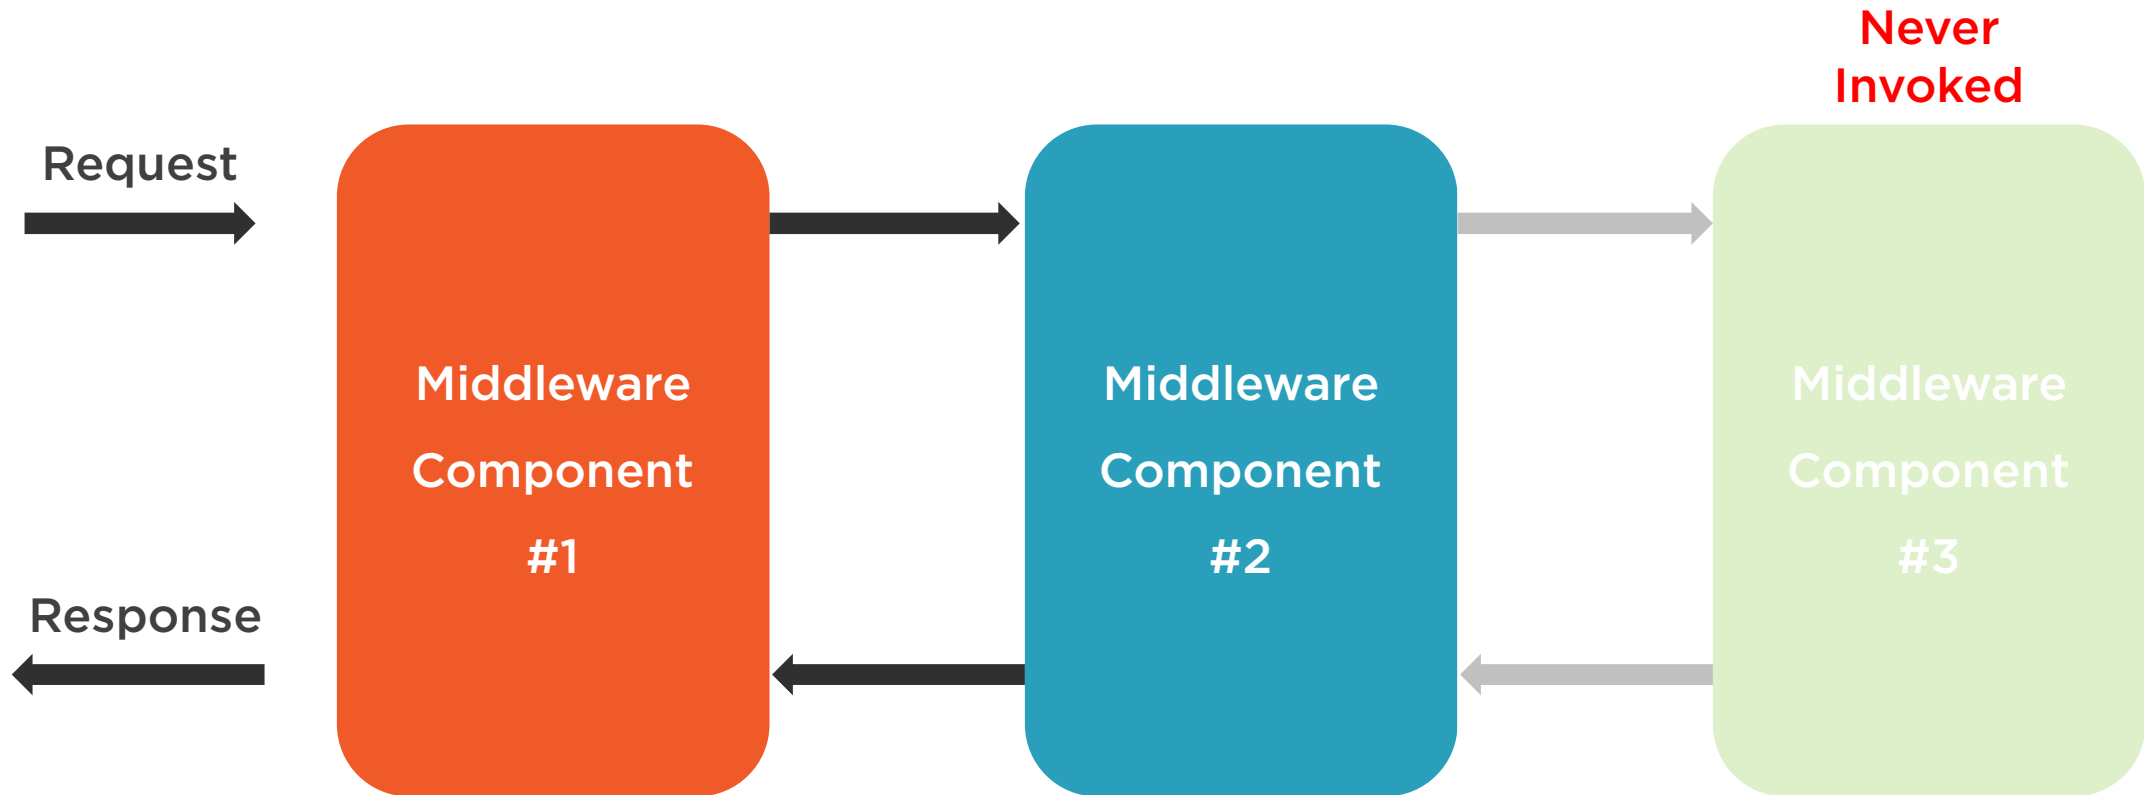 Never
Invoked
Request
Middleware
Component
#1
Middleware
Component
#2
Middleware
Component
#3
Response